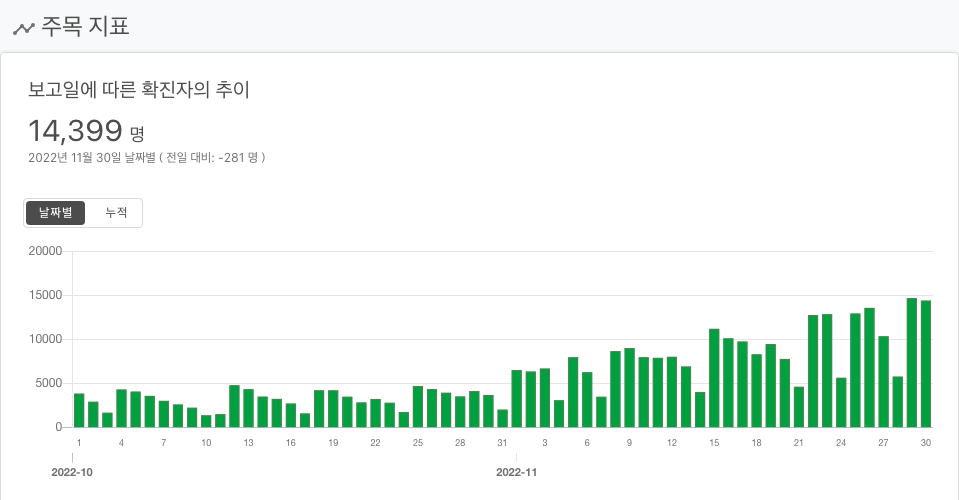 주목 지표
보고일에 따른 확진자의 추이
14,399 명
2022년 11월 30일 날짜별 ( 전일 대비: -281 명 )
날짜별 누적
20000
15000
10000
5000
0
1 4 7 10 13 16 19 22 25 28 31 3 6 9 12 15 18 21 24 27 30
2022-10 2022-11